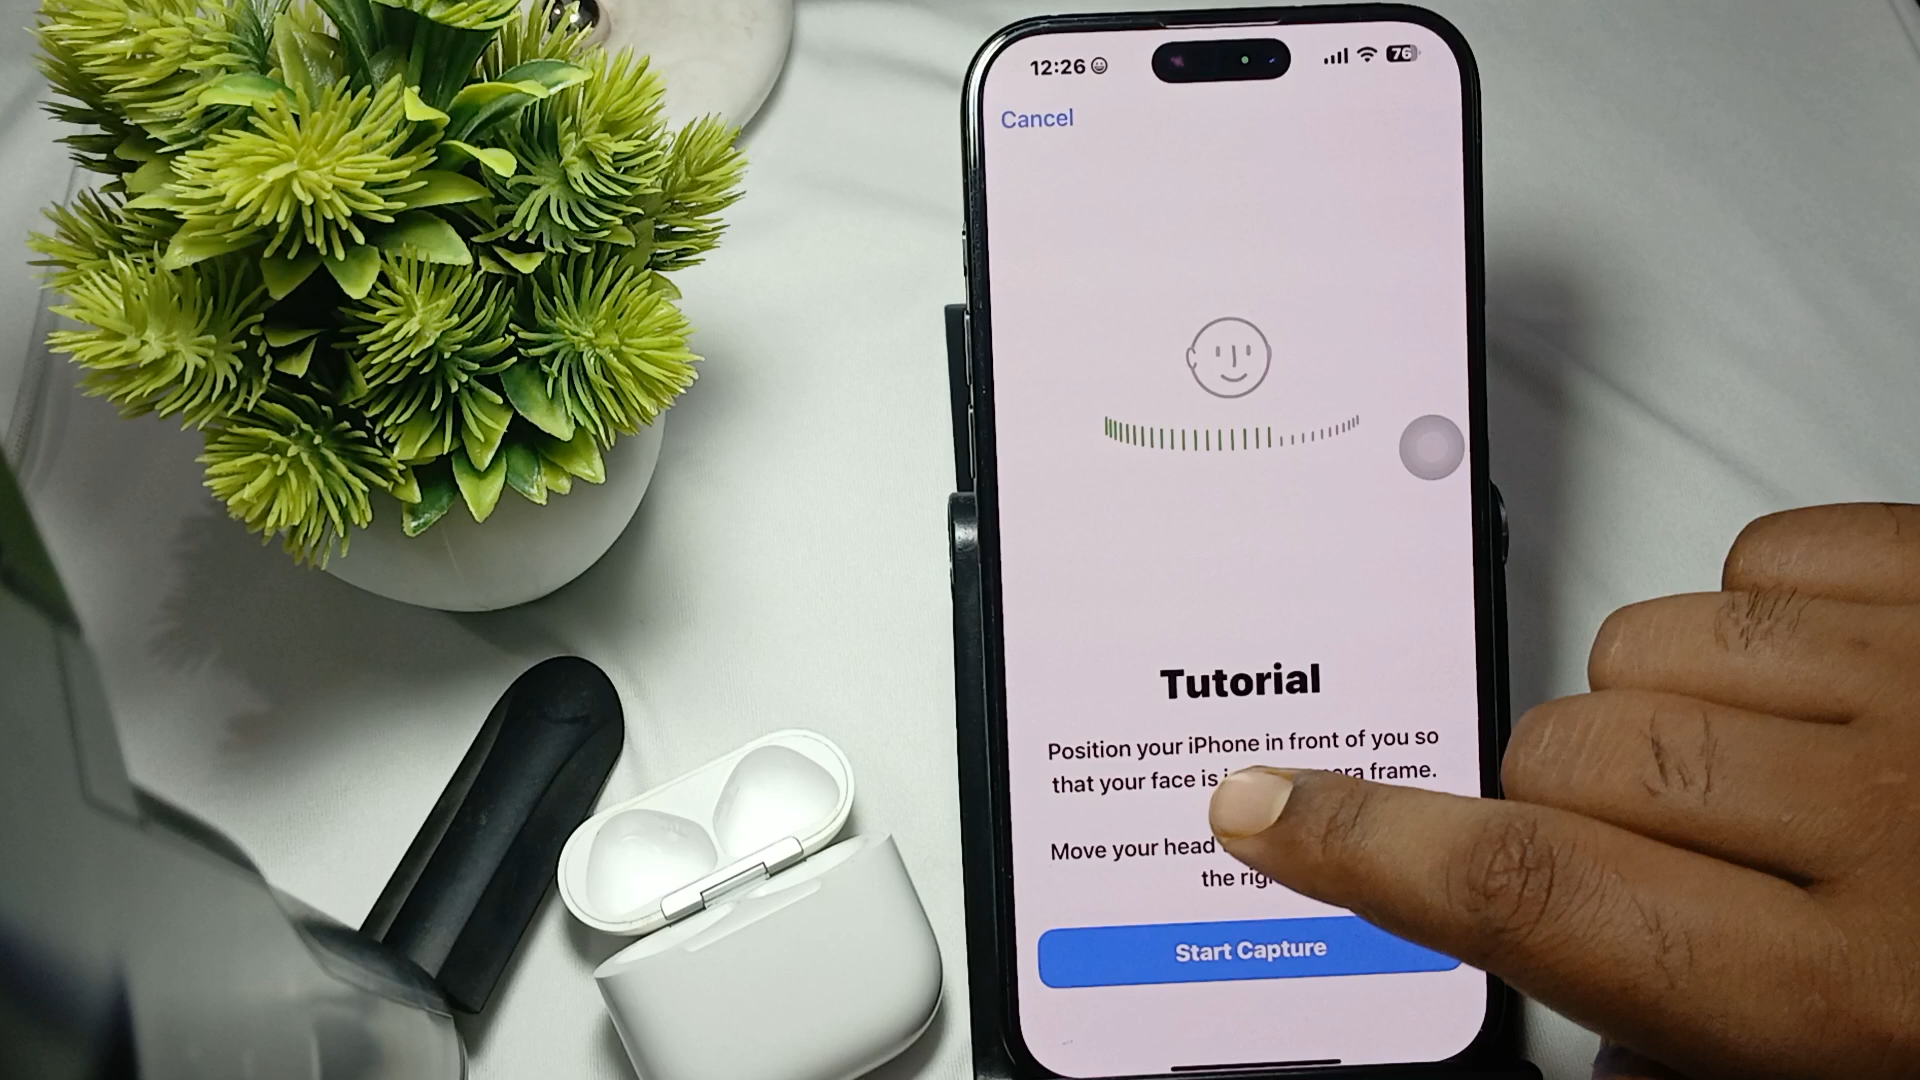 12:26
76
Cancel
Tutorial
Position your iPhone in front of you so
that your face is frame.
Move your head
the
Start Capture